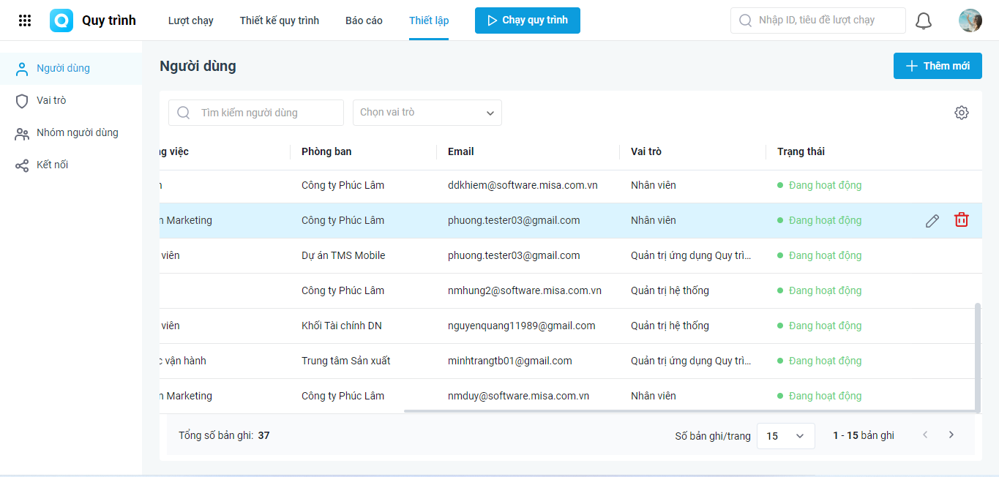 Quy trình Lượt chạy Thiết kế quy trình Báo cáo Thiết lập Chạy quy trình Nhập ID, tiêu đề lượt chạy
Người dùng
Vai trò
Nhóm người dùng
Kết nối
Người dùng Thêm mới
Tìm kiếm người dùng Chọn vai trò
việc Phòng ban Email Vai trò Trạng thái
Công ty Phúc Lâm ddkhiem@software.misa.com.vn Nhân viên Đang hoạt động
Marketing Công ty Phúc Lâm phuong.tester03@gmail.com Nhân viên Đang hoạt động
viên Dự án TMS Mobile phuong.tester03@gmail.com Quản trị ứng dụng Quy trì... Đang hoạt động
Công ty Phúc Lâm nmhung2@software.misa.com.vn Quản trị hệ thống Đang hoạt động
viên Khối Tài chính DN nguyenquang11989@gmail.com Quản trị hệ thống Đang hoạt động
vận hành Trung tâm Sản xuất minhtrangtb01@gmail.com Quản trị ứng dụng Quy trì... Đang hoạt động
Marketing Công ty Phúc Lâm nmduy@software.misa.com.vn Nhân viên Đang hoạt động
Tổng số bản ghi: 37 Số bản ghi/trang 15 1 - 15 bản ghi